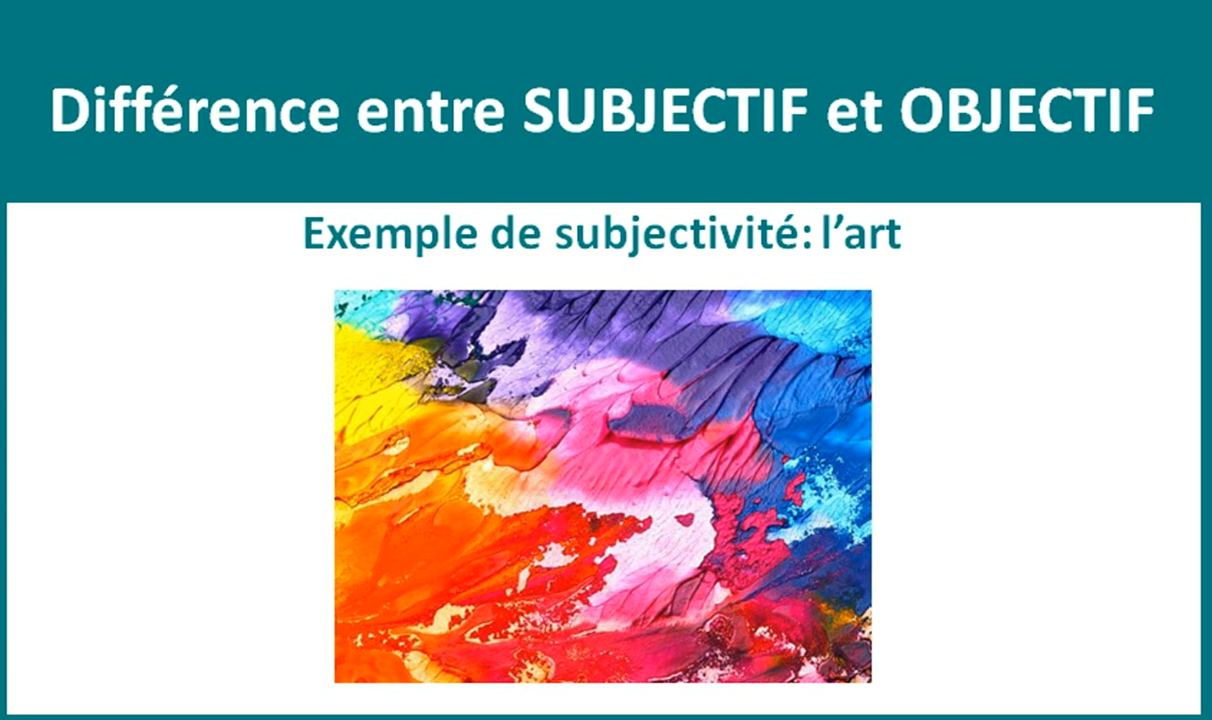 Différence entre SUBJECTIF et OBJECTIF
Exemple de subjectivité: l’art